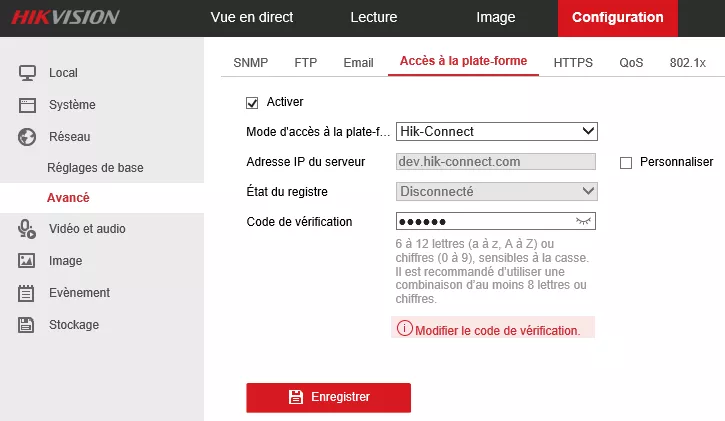 HIKVISION
Vue en direct Lecture Image Configuration
Local
Système
Réseau
Réglages de base
Avancé
Vidéo et audio
Image
Evènement
Stockage
SNMP FTP Email Accès à la plate-forme HTTPS QoS 802.1x
Activer
Mode d'accès à la plate-f... Hik-Connect
Adresse IP du serveur dev.hik-connect.com Personnaliser
État du registre Disconnecté
Code de vérification ●●●●●●
6 à 12 lettres (a à z, A à Z) ou
chiffres (0 à 9), sensibles à la casse.
Il est recommandé d'utiliser une
combinaison d'au moins 8 lettres ou
chiffres.
Modifier le code de vérification.
Enregistrer